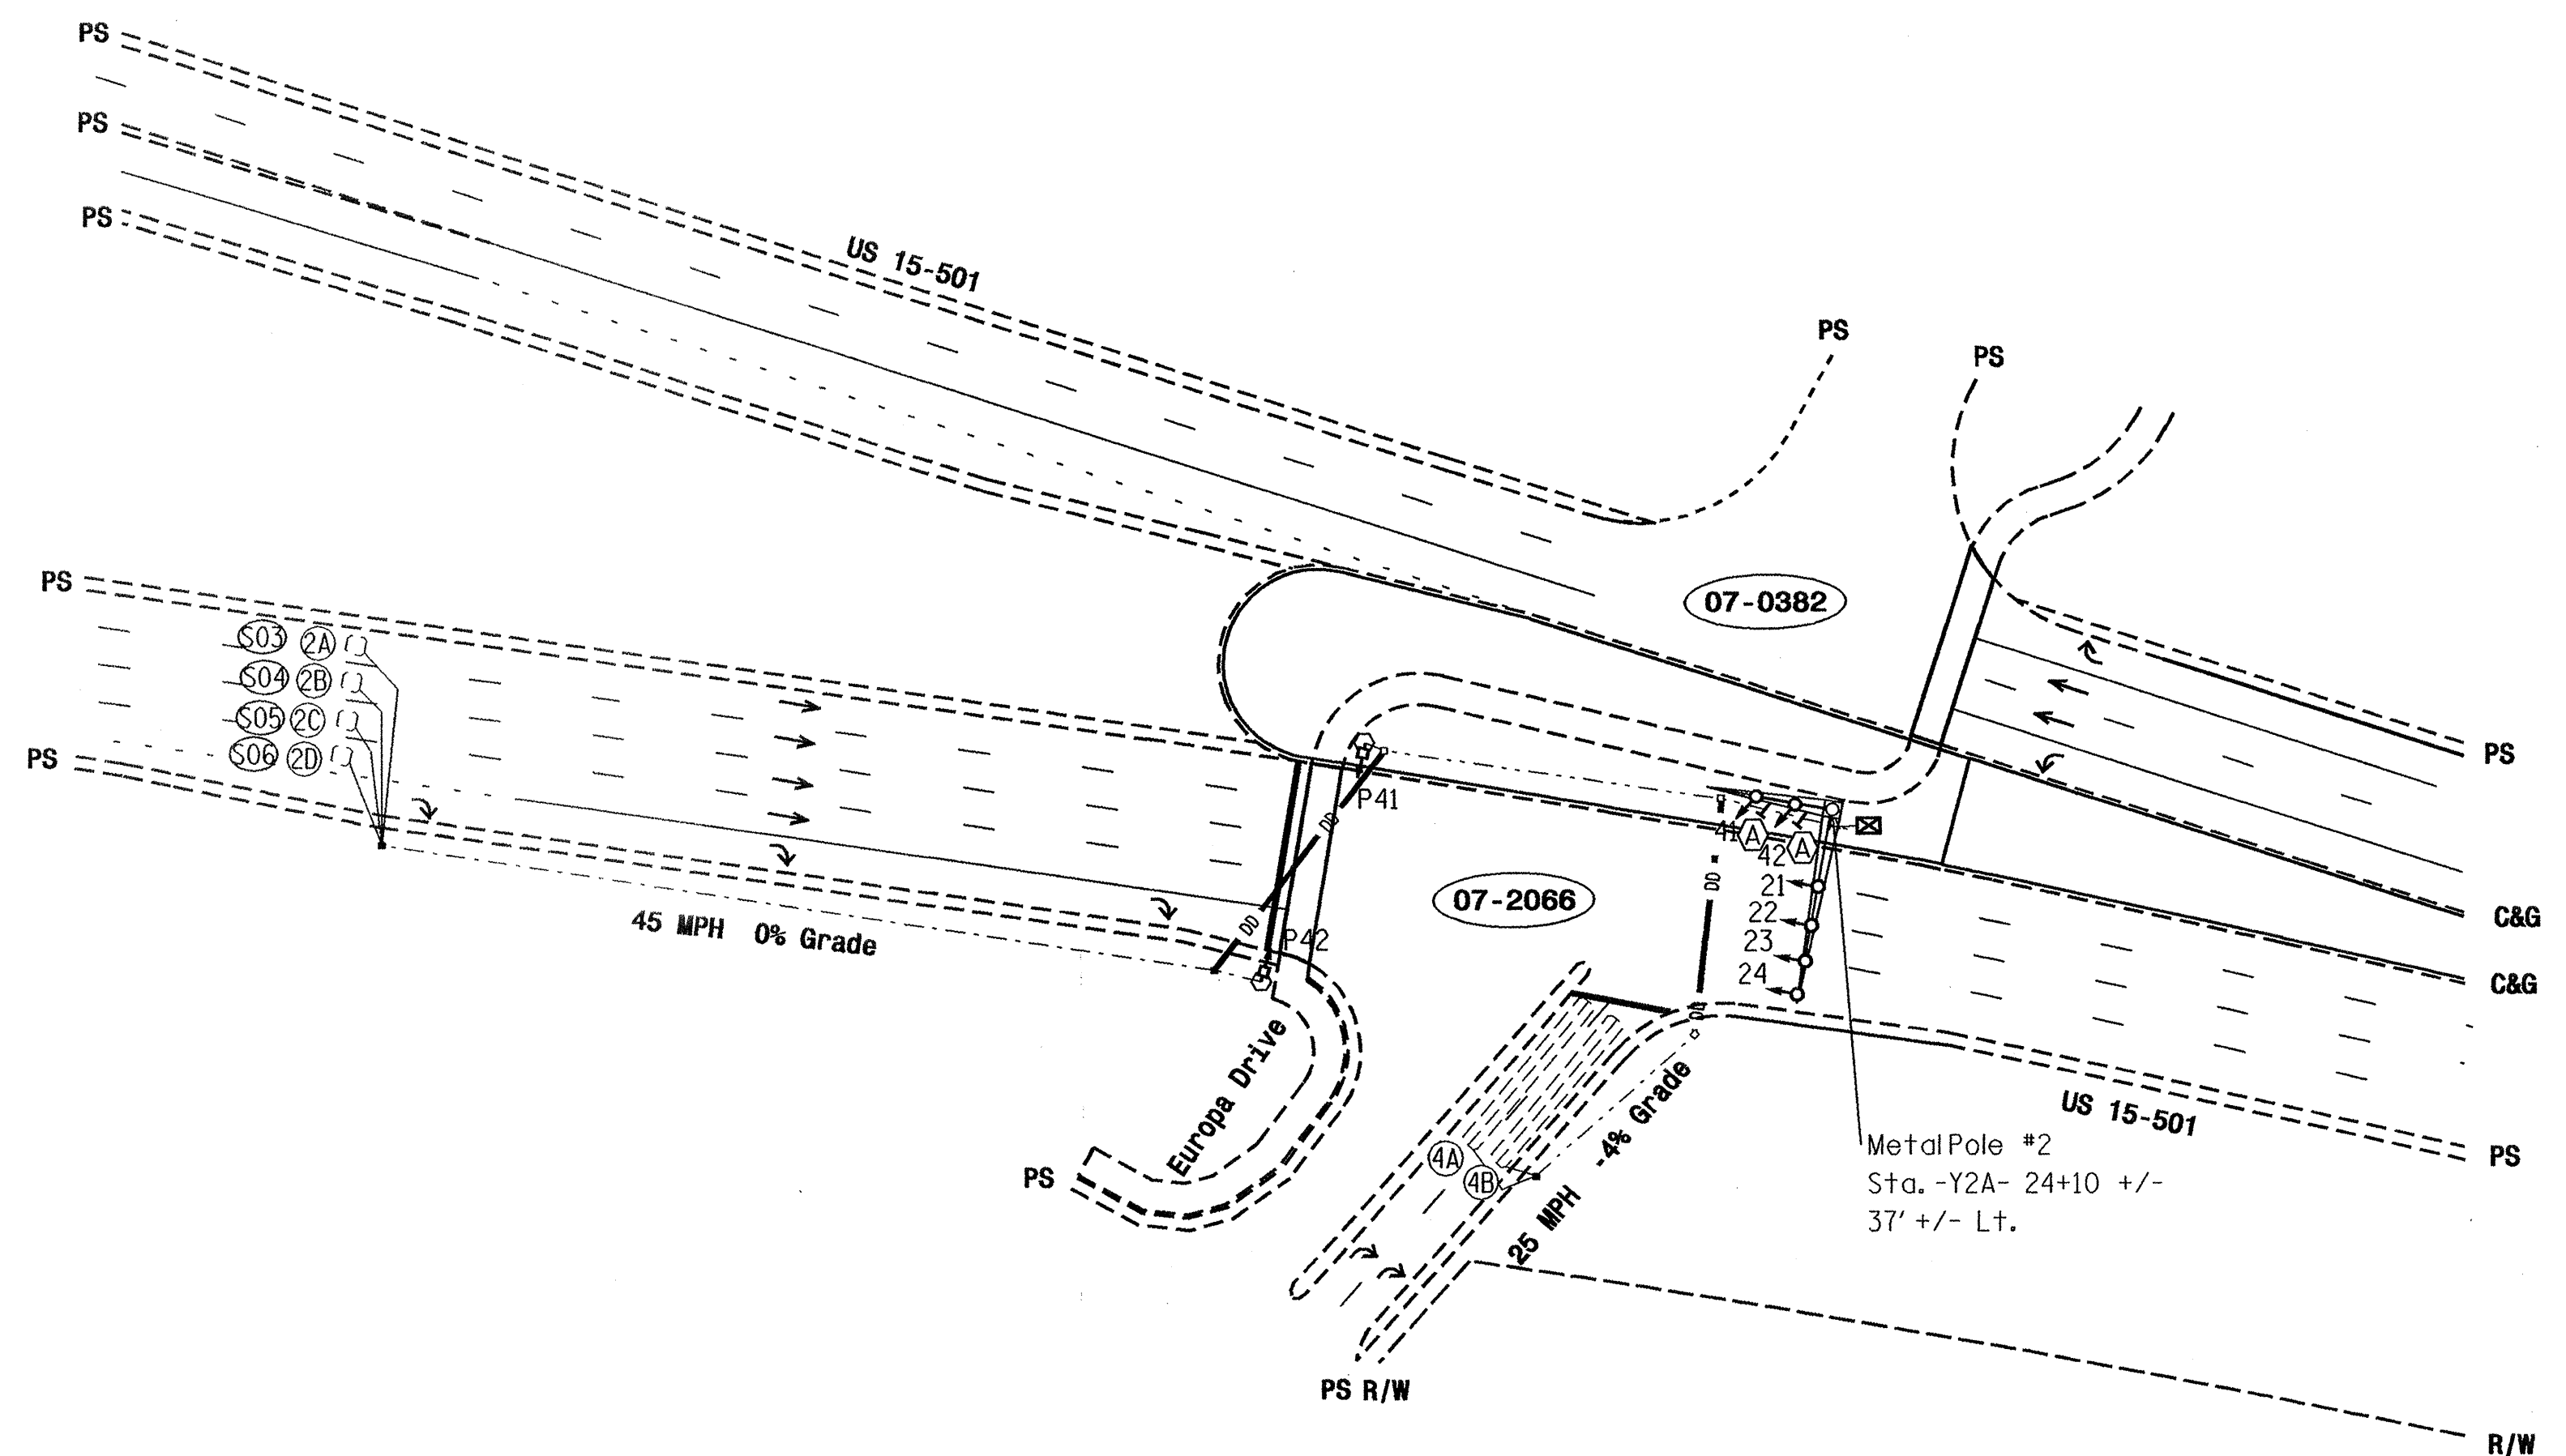 PS
PS
PS
US 15-501
PS
PS
07-0382
PS
S03 2A
S04 2B
S05 2C
S06 2D
PS
PS
P41
DD
41 A
42 A
DD
21
22
23
24
07-2066
C&G
C&G
45 MPH 0% Grade
DD
P42
DD
Europa Drive
-4% Grade
25 MPH
US 15-501
4A
4B
PS
PS
Metal Pole #2
Sta. -Y2A- 24+10 +/-
37' +/- Lt.
PS R/W
R/W